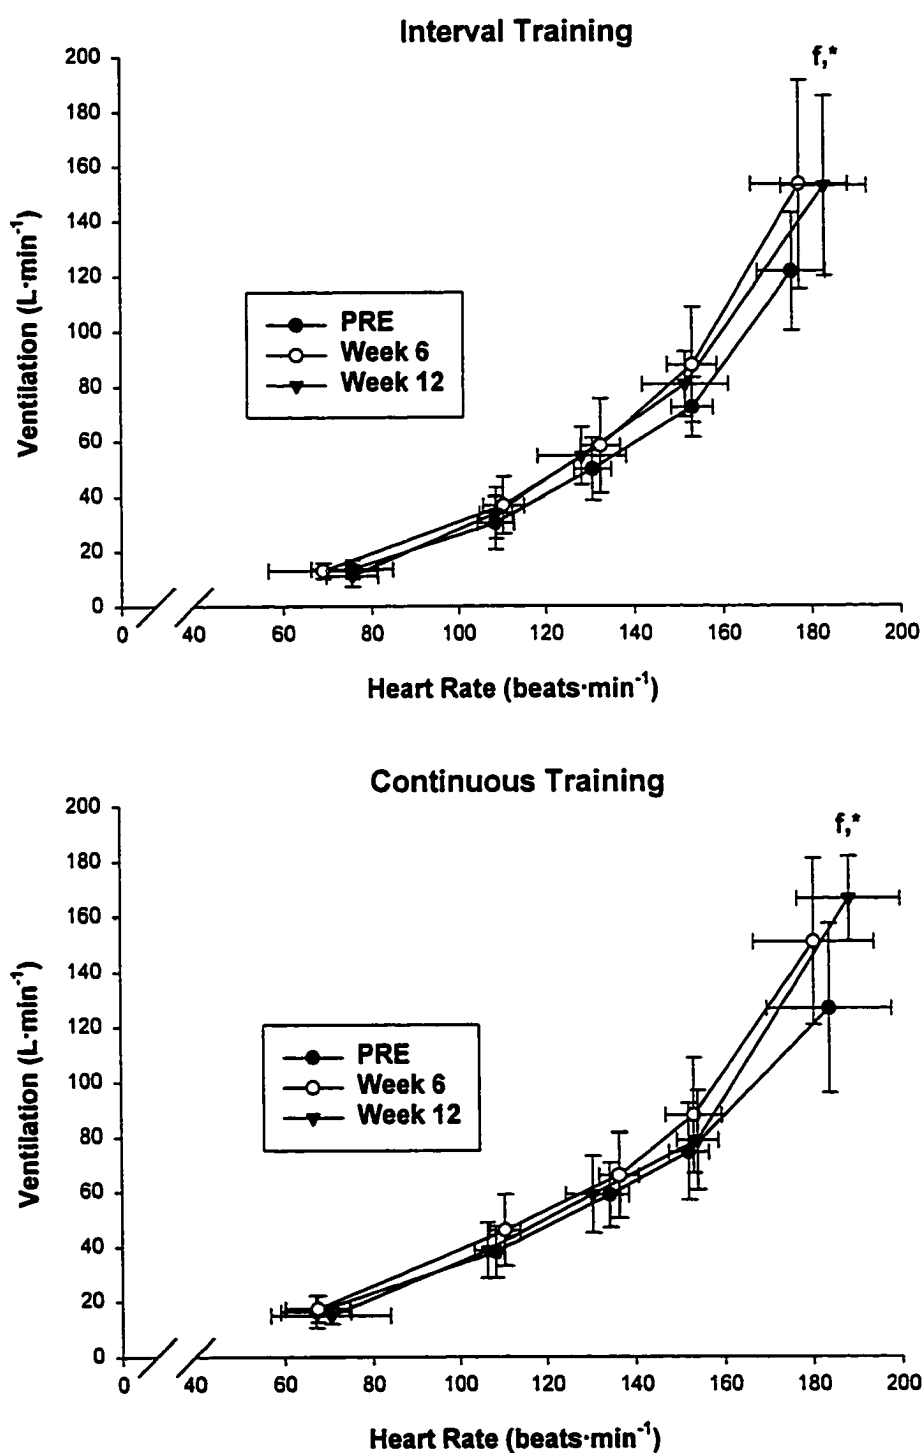 Interval Training
f,*
200
180
160
140
120
100
80
60
40
20
0
Ventilation (L·min⁻¹)
PRE
Week 6
Week 12
0 40 60 80 100 120 140 160 180 200
Heart Rate (beats·min⁻¹)
Continuous Training
f,*
200
180
160
140
120
100
80
60
40
20
0
Ventilation (L·min⁻¹)
PRE
Week 6
Week 12
0 40 60 80 100 120 140 160 180 200
Heart Rate (beats·min⁻¹)